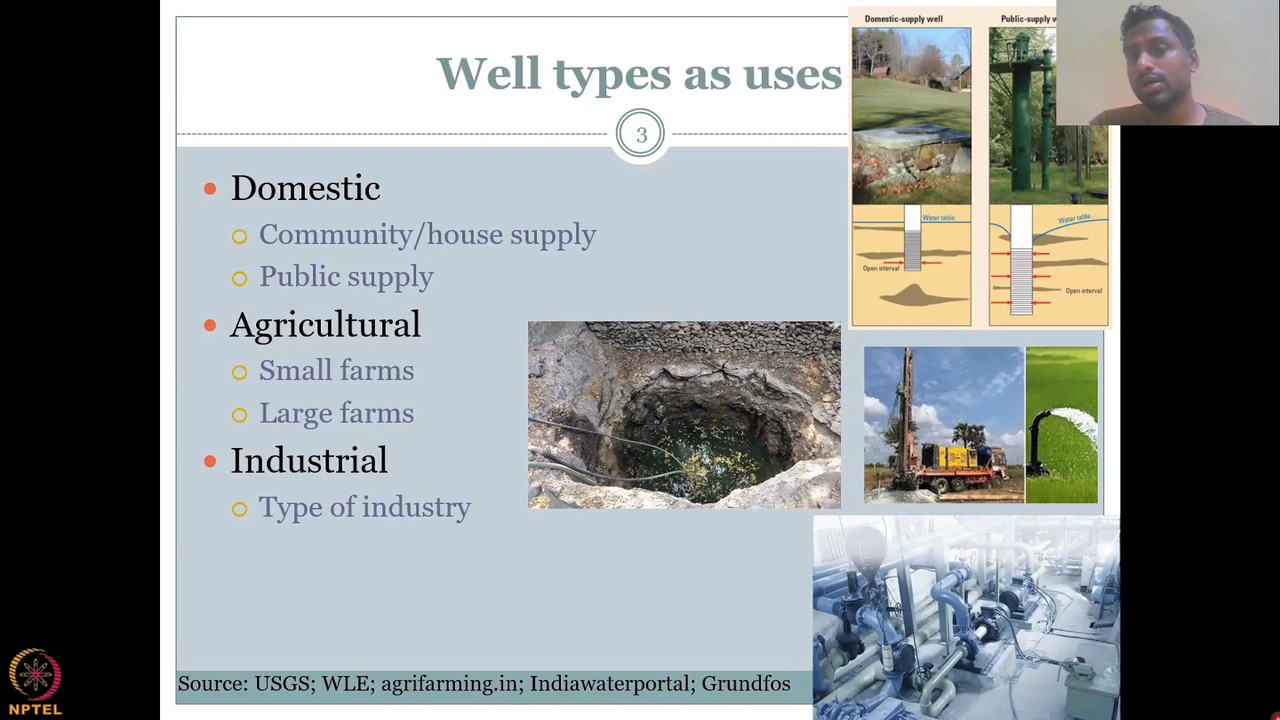 Domestic-supply well
Public-supply w
Well types as uses
3
Domestic
Community/house supply
Public supply
Agricultural
Small farms
Large farms
Industrial
Type of industry
Water table
Open interval
Water table
Open interval
Source: USGS; WLE; agrifarming.in; Indiawaterportal; Grundfos
NPTEL